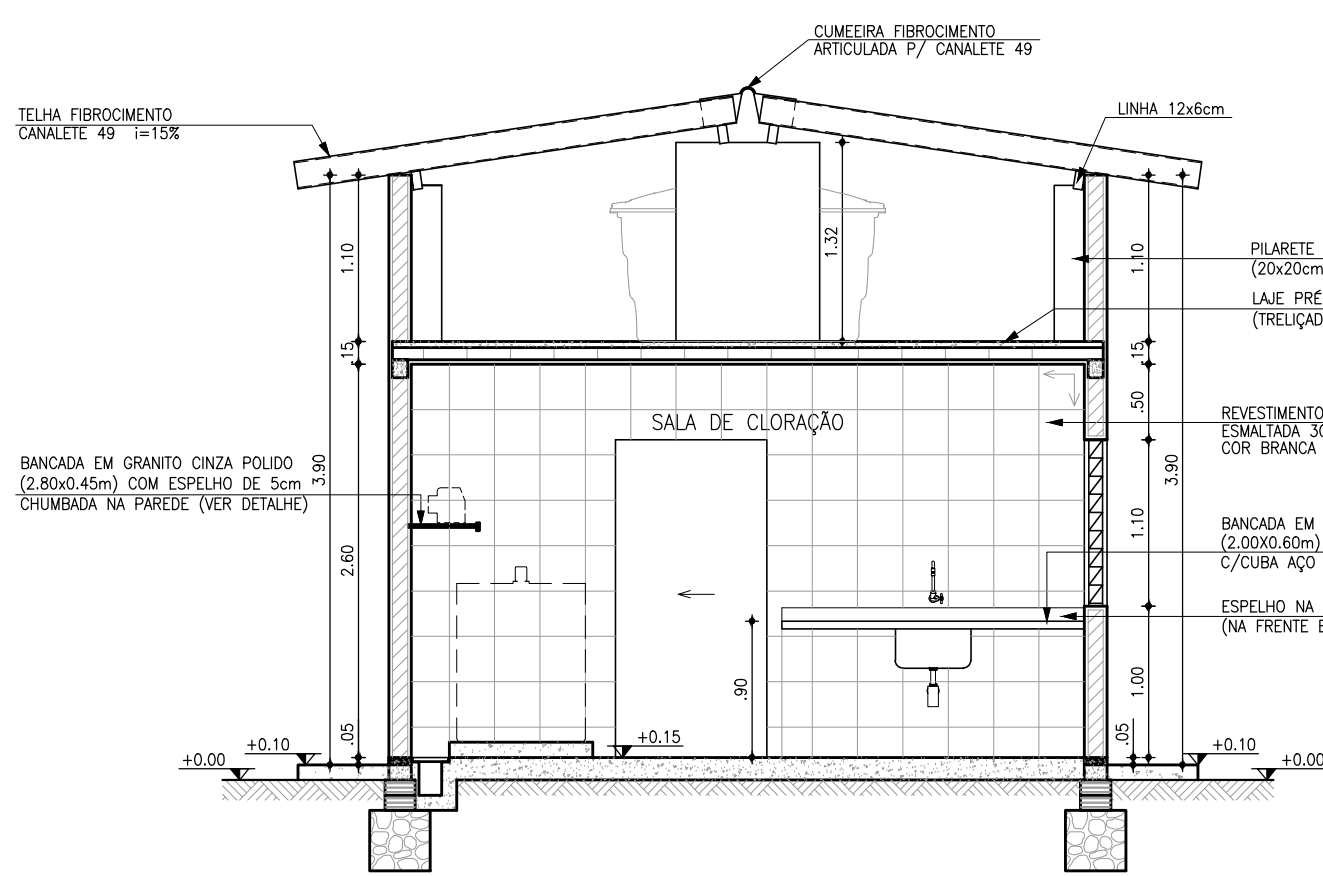 CUMEEIRA FIBROCIMENTO
ARTICULADA P/ CANALETE 49
TELHA FIBROCIMENTO
CANALETE 49 i=15%
LINHA 12x6cm
1.10
1.32
1.10
PILARETE
(20x20cm
LAJE PRÉ
(TRELIÇAD
.15
.15
.50
SALA DE CLORAÇÃO
REVESTIMENTO
ESMALTADA 30
COR BRANCA
BANCADA EM GRANITO CINZA POLIDO
(2.80x0.45m) COM ESPELHO DE 5cm
CHUMBADA NA PAREDE (VER DETALHE)
3.90
3.90
2.60
1.10
BANCADA EM
(2.00X0.60m)
C/CUBA AÇO
ESPELHO NA
(NA FRENTE E
.90
1.00
.05
.05
+0.15
+0.10
+0.00
+0.10
+0.00